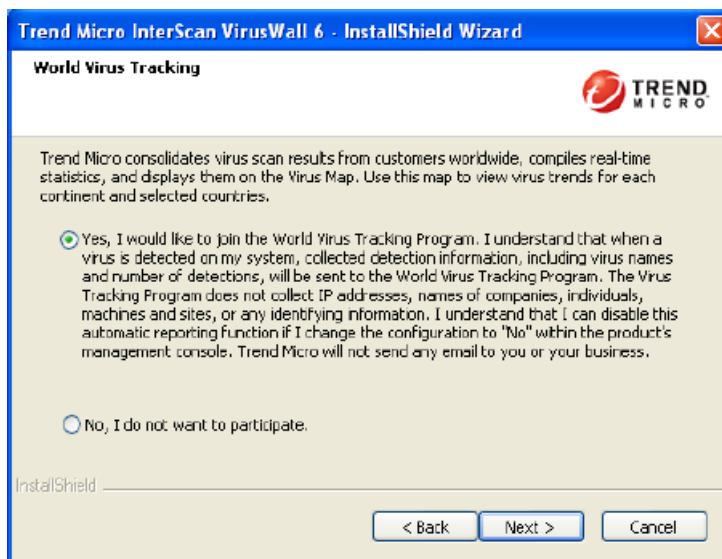 Trend Micro InterScan VirusWall 6 - InstallShield Wizard
World Virus Tracking
TREND
MICRO
Trend Micro consolidates virus scan results from customers worldwide, compiles real-time
statistics, and displays them on the Virus Map. Use this map to view virus trends for each
continent and selected countries.
Yes, I would like to join the World Virus Tracking Program. I understand that when a
virus is detected on my system, collected detection information, including virus names
and number of detections, will be sent to the World Virus Tracking Program. The Virus
Tracking Program does not collect IP addresses, names of companies, individuals,
machines and sites, or any identifying information. I understand that I can disable this
automatic reporting function if I change the configuration to "No" within the product's
management console. Trend Micro will not send any email to you or your business.
No, I do not want to participate.
InstallShield
< Back
Next >
Cancel